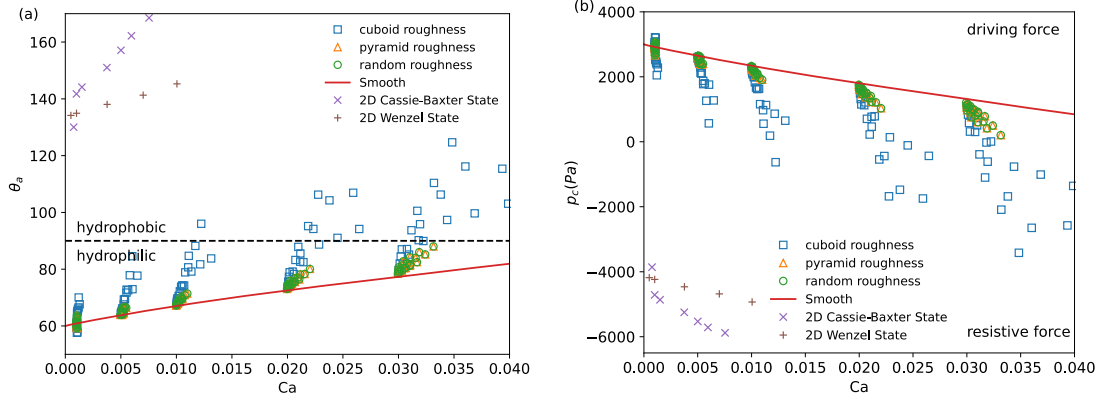 (a)
160
140
120
100
80
60
θa
hydrophobic
hydrophilic
cuboid roughness
pyramid roughness
random roughness
Smooth
2D Cassie-Baxter State
2D Wenzel State
0.000 0.005 0.010 0.015 0.020 0.025 0.030 0.035 0.040
Ca
(b)
driving force
4000
2000
0
−2000
−4000
−6000
pc(Pa)
cuboid roughness
pyramid roughness
random roughness
Smooth
2D Cassie-Baxter State
2D Wenzel State
resistive force
0.000 0.005 0.010 0.015 0.020 0.025 0.030 0.035 0.040
Ca